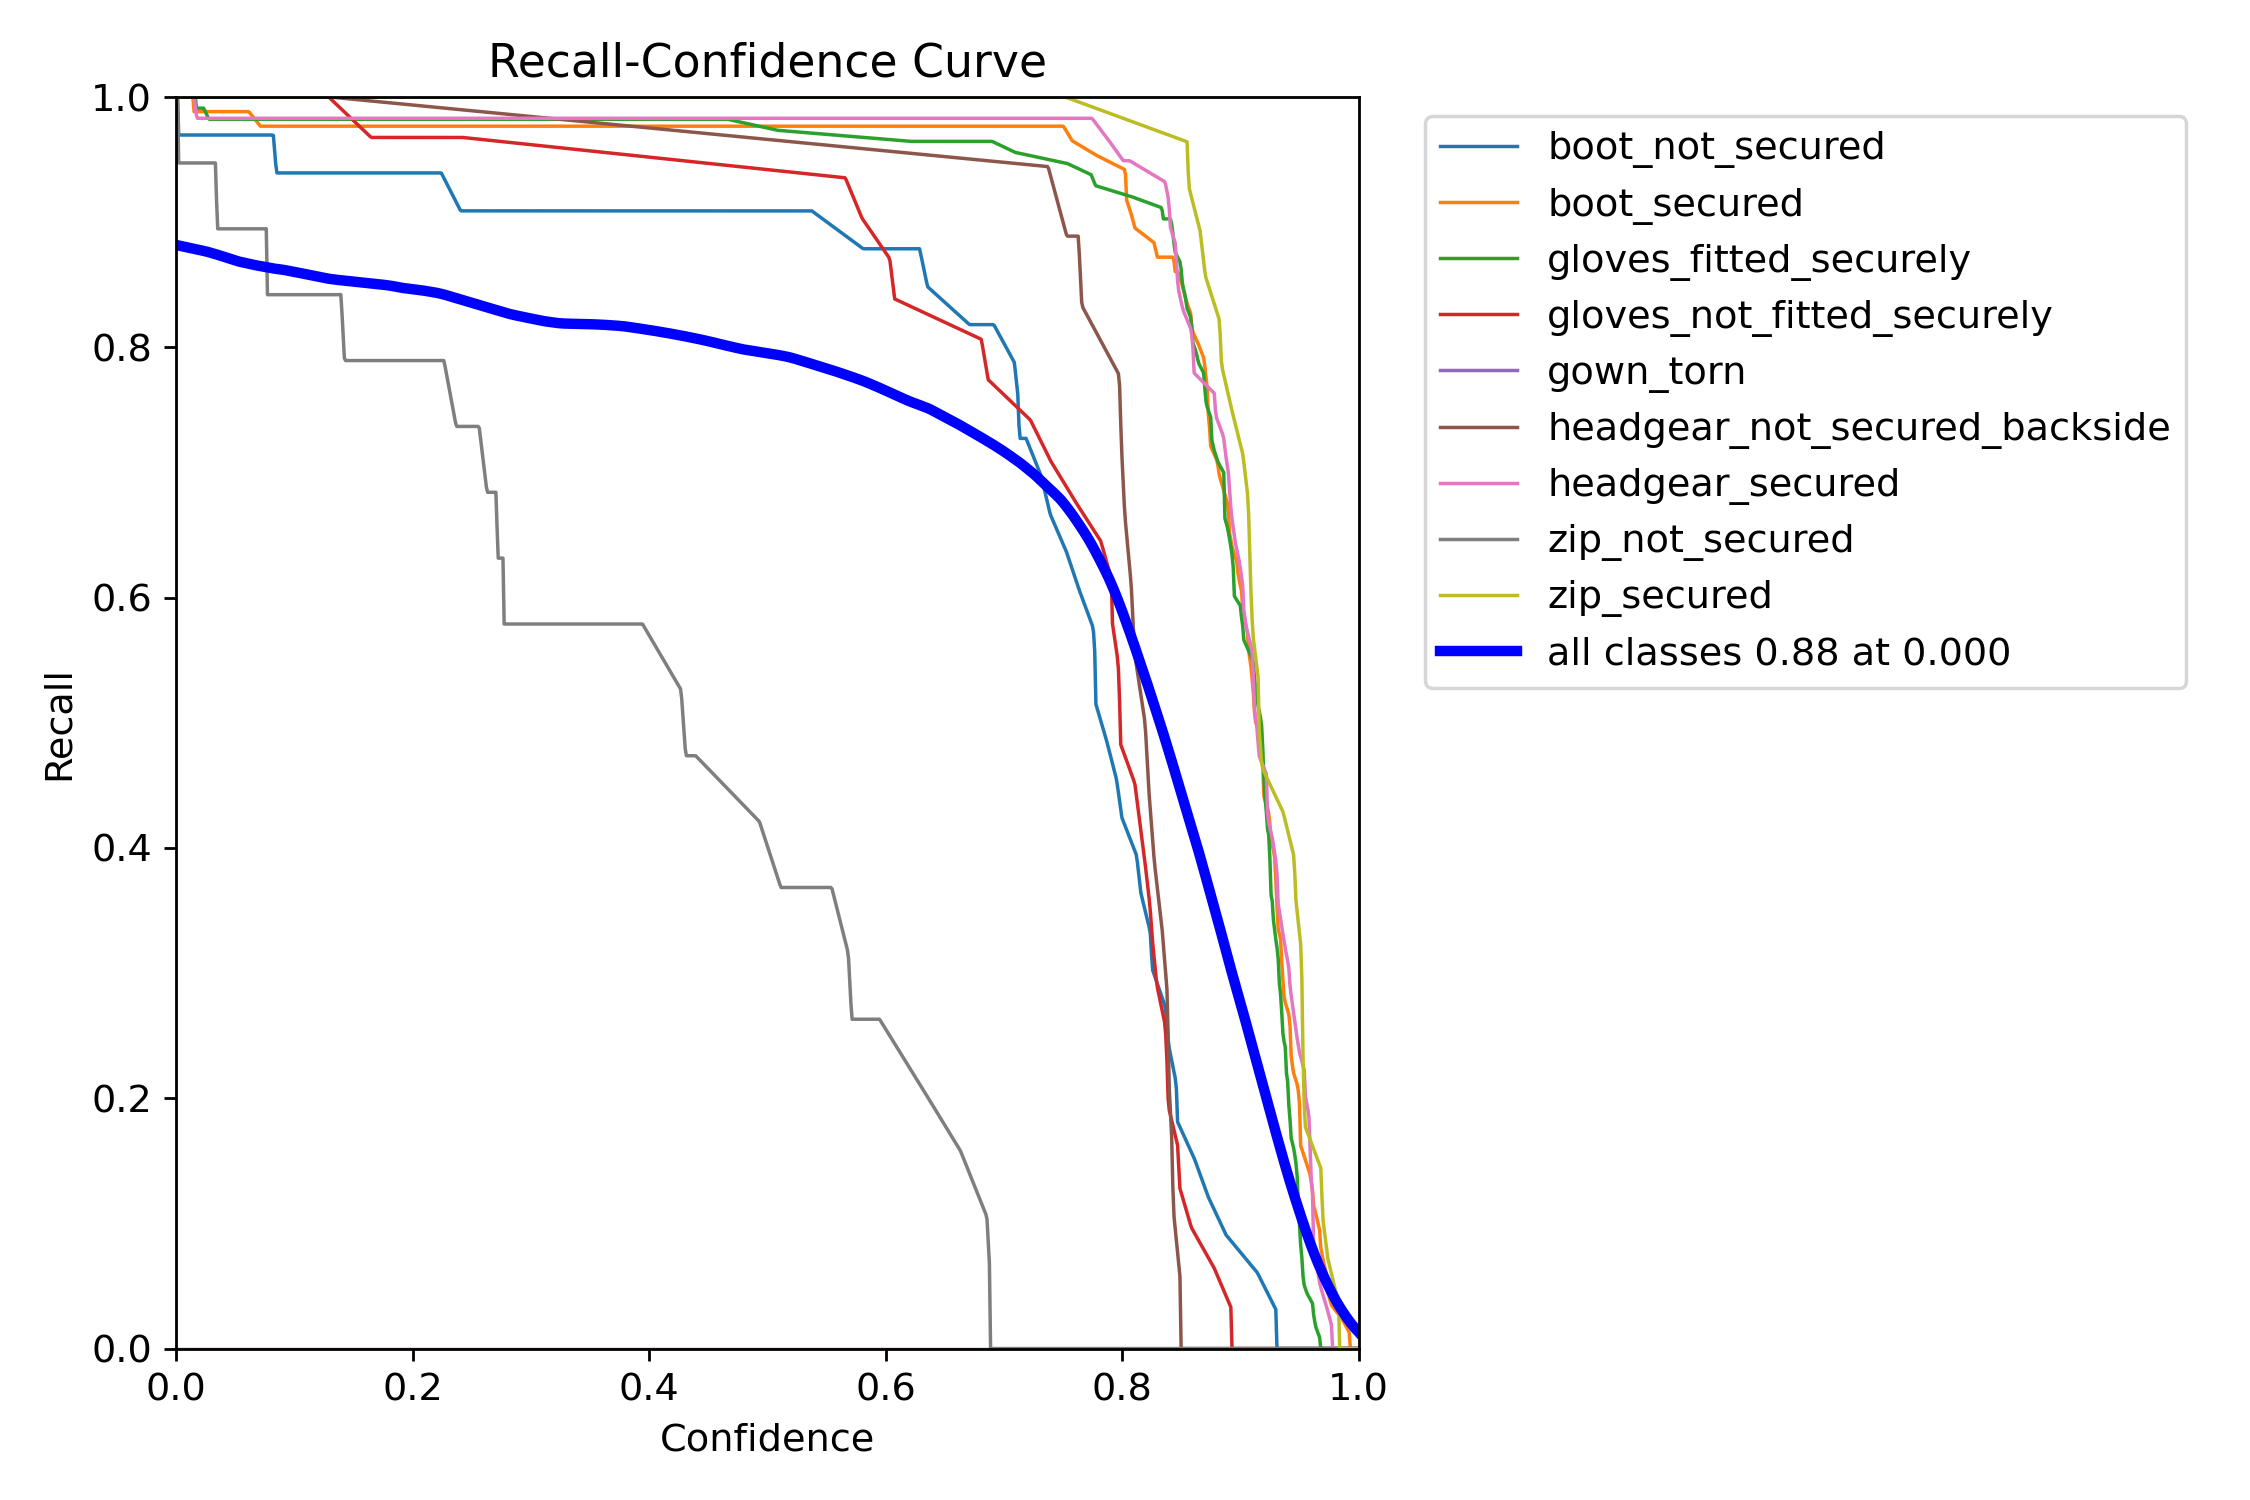 Recall-Confidence Curve
1.0
0.8
0.6
0.4
0.2
0.0
Recall
0.0 0.2 0.4 0.6 0.8 1.0
Confidence
boot_not_secured
boot_secured
gloves_fitted_securely
gloves_not_fitted_securely
gown_torn
headgear_not_secured_backside
headgear_secured
zip_not_secured
zip_secured
all classes 0.88 at 0.000